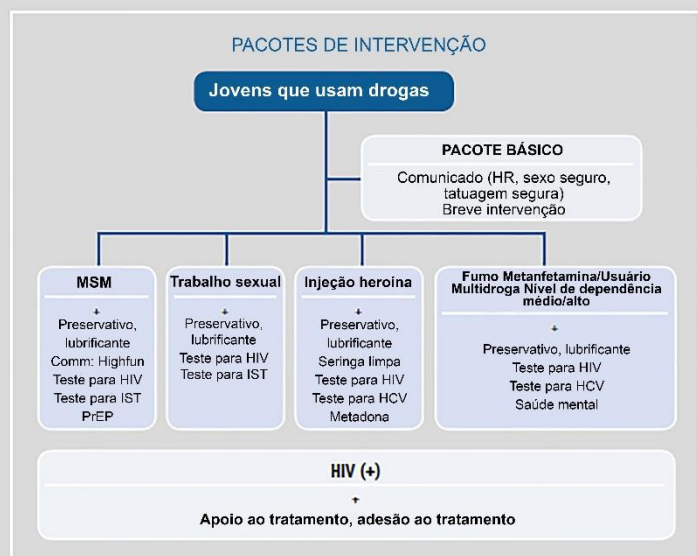 PACOTES DE INTERVENÇÃO
Jovens que usam drogas
PACOTE BÁSICO
Comunicado (HR, sexo seguro,
tatuagem segura)
Breve intervenção
MSM
+
Preservativo,
lubrificante
Comm: Highfun
Teste para HIV
Teste para IST
PrEP
Trabalho sexual
+
Preservativo,
lubrificante
Teste para HIV
Teste para IST
Injeção heroína
+
Preservativo,
lubrificante
Seringa limpa
Teste para HIV
Teste para HCV
Metadona
Fumo Metanfetamina/Usuário
Multidroga Nível de dependência
médio/alto
+
Preservativo, lubrificante
Teste para HIV
Teste para HCV
Saúde mental
HIV (+)
+
Apoio ao tratamento, adesão ao tratamento